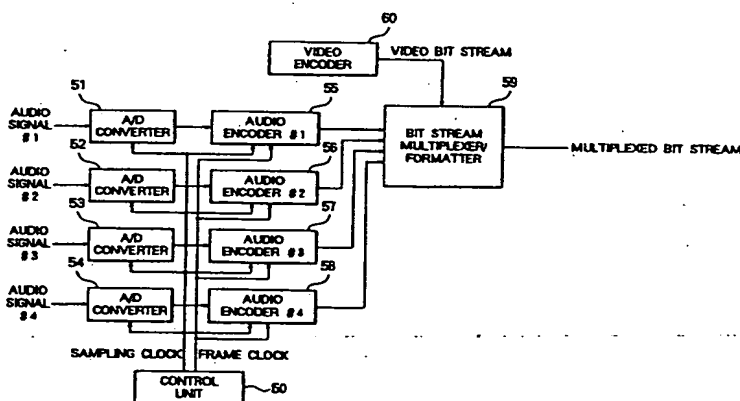 60
VIDEO
ENCODER
VIDEO BIT STREAM
59
BIT STREAM
MULTIPLEXER/
FORMATTER
MULTIPLEXED BIT STREAM
51
55
AUDIO
SIGNAL
#1
A/D
CONVERTER
AUDIO
ENCODER #1
52
56
AUDIO
SIGNAL
#2
A/D
CONVERTER
AUDIO
ENCODER #2
53
57
AUDIO
SIGNAL
#3
A/D
CONVERTER
AUDIO
ENCODER #3
54
58
AUDIO
SIGNAL
#4
A/D
CONVERTER
AUDIO
ENCODER #4
SAMPLING CLOCK
FRAME CLOCK
CONTROL
UNIT
50